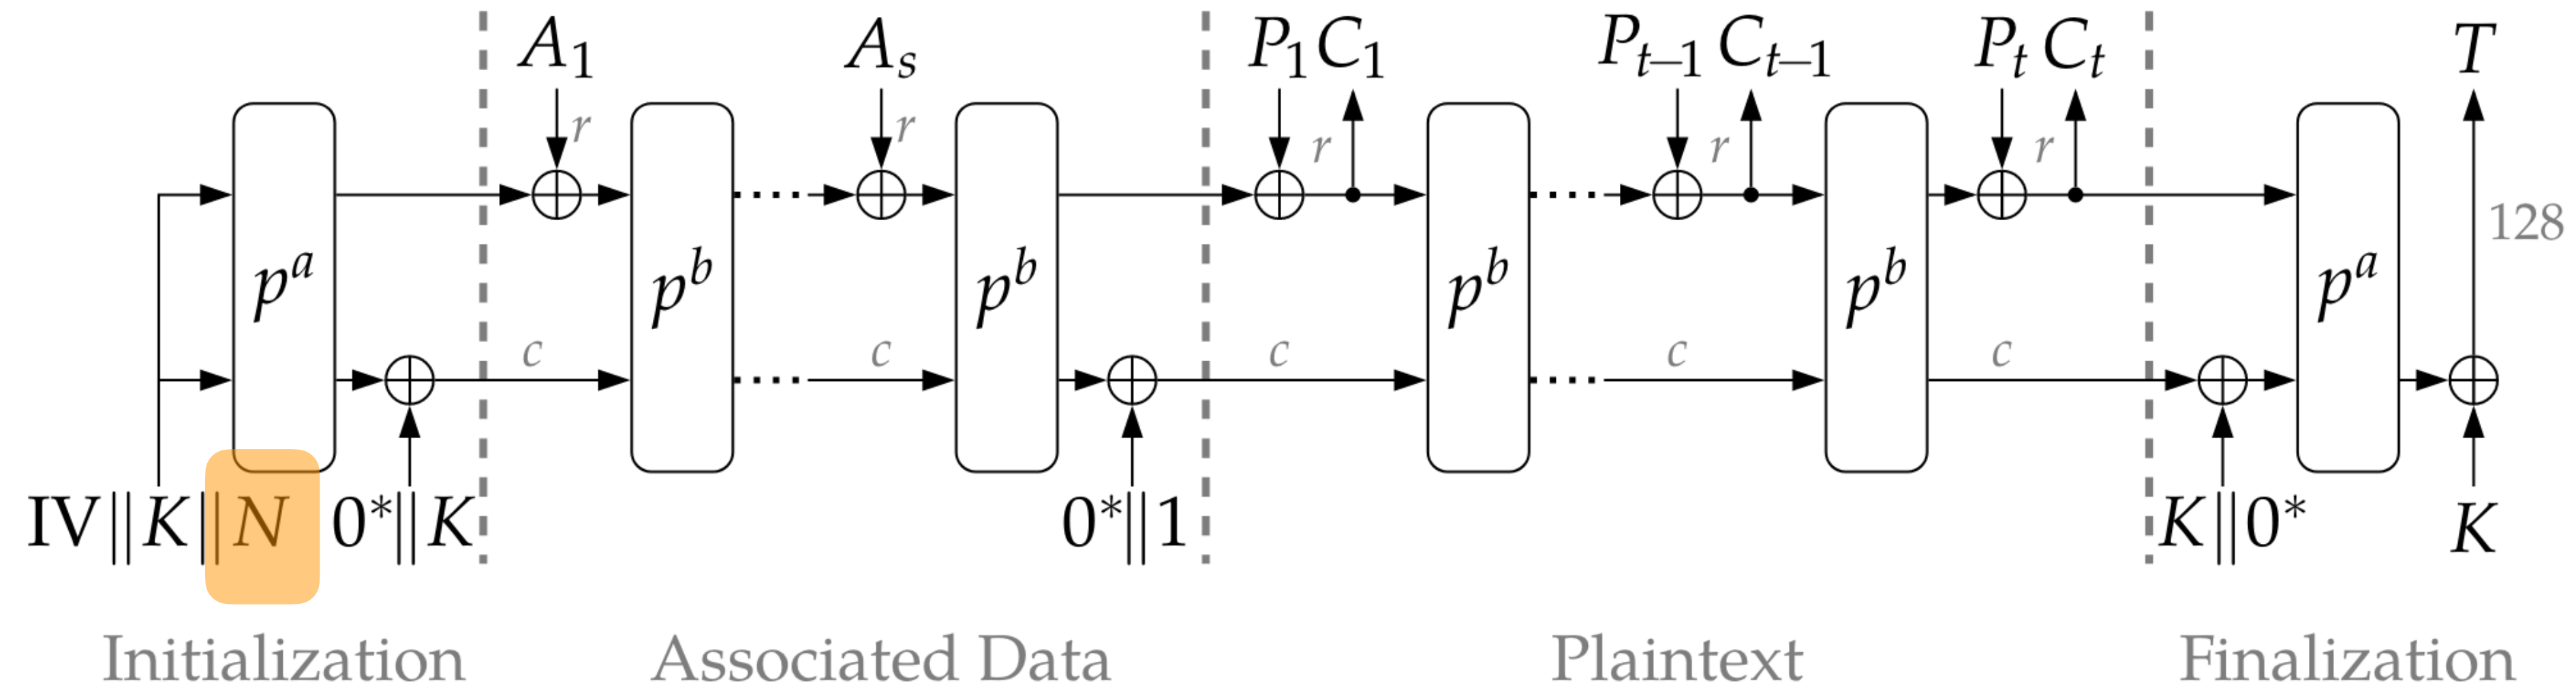 A₁ Aₛ P₁ C₁ Pₜ₋₁ Cₜ₋₁ Pₜ Cₜ T
r r r r r
128
pᵃ pᵇ pᵇ pᵇ pᵇ pᵃ
c c c c c
IV‖K‖N 0*‖K 0*‖1 K‖0* K
Initialization Associated Data Plaintext Finalization